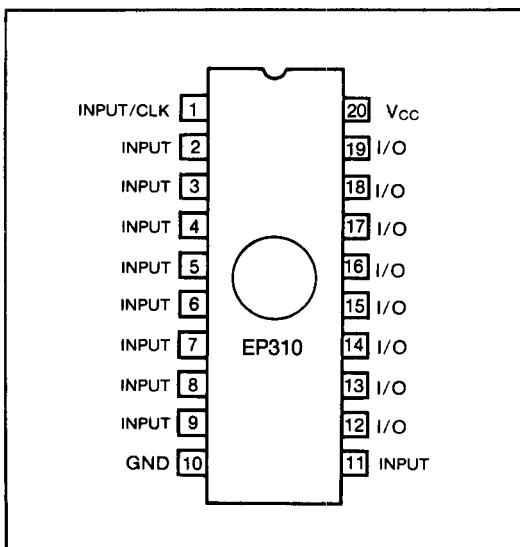 INPUT/CLK 1 20 VCC
INPUT 2 19 I/O
INPUT 3 18 I/O
INPUT 4 17 I/O
INPUT 5 16 I/O
INPUT 6 15 I/O
INPUT 7 EP310 14 I/O
INPUT 8 13 I/O
INPUT 9 12 I/O
GND 10 11 INPUT